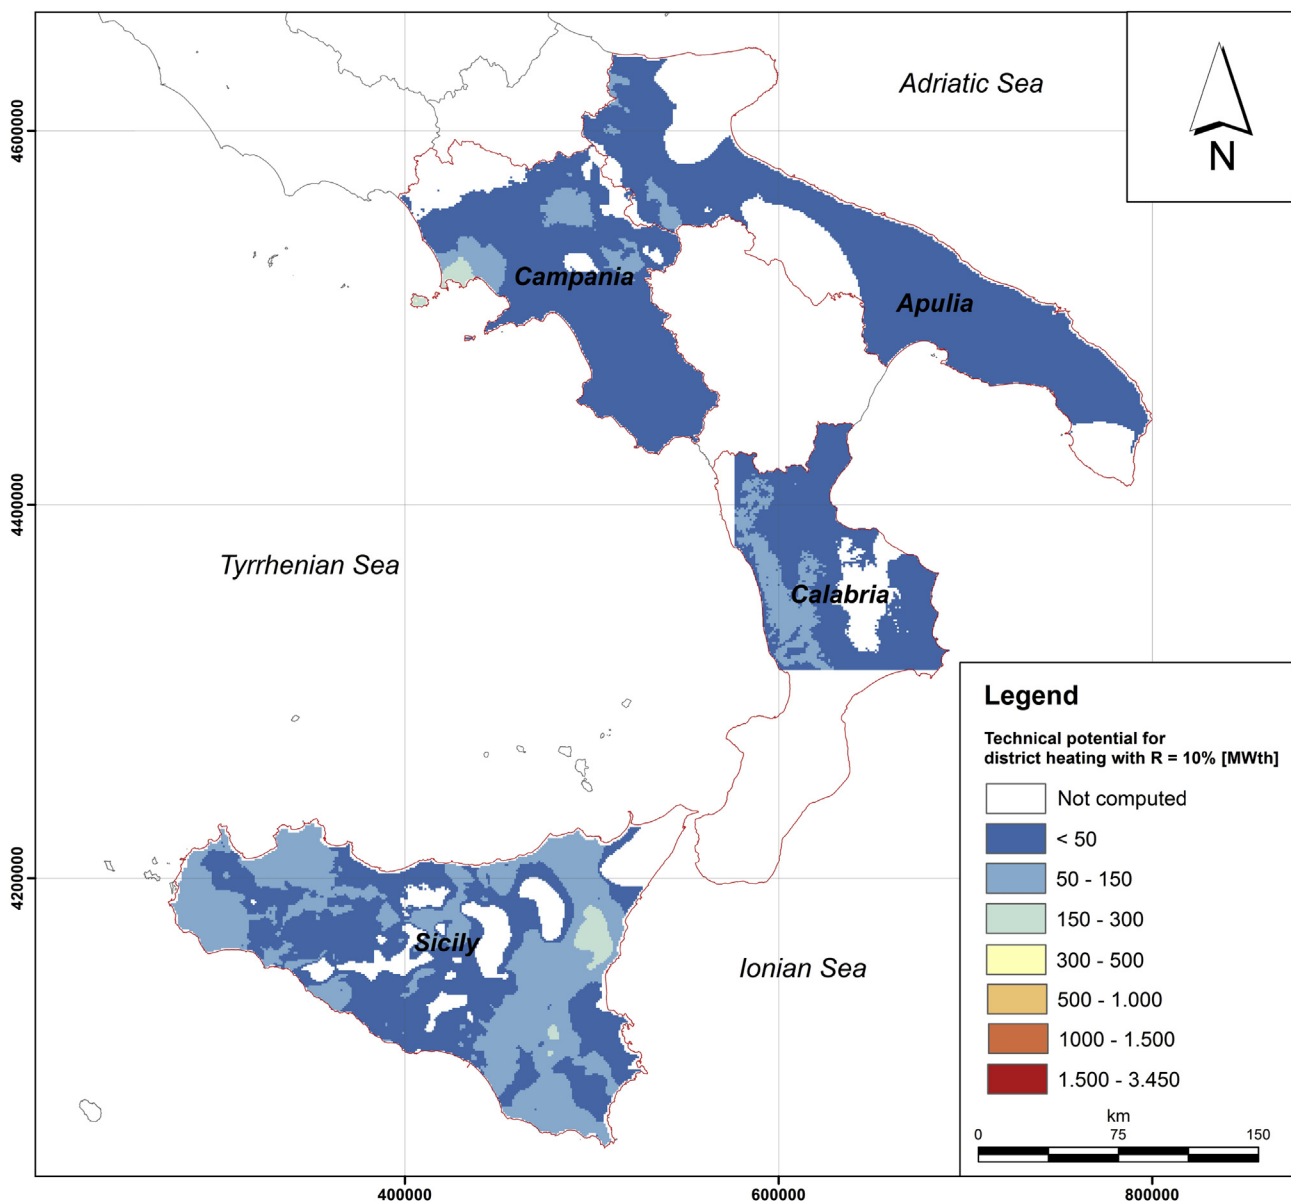 Adriatic Sea
N
4600000
Campania
Apulia
4400000
Tyrrhenian Sea
Calabria
4200000
Sicily
Ionian Sea
Legend
Technical potential for
district heating with R = 10% [MWth]
Not computed
< 50
50 - 150
150 - 300
300 - 500
500 - 1.000
1000 - 1.500
1.500 - 3.450
km
0 75 150
400000 600000 800000